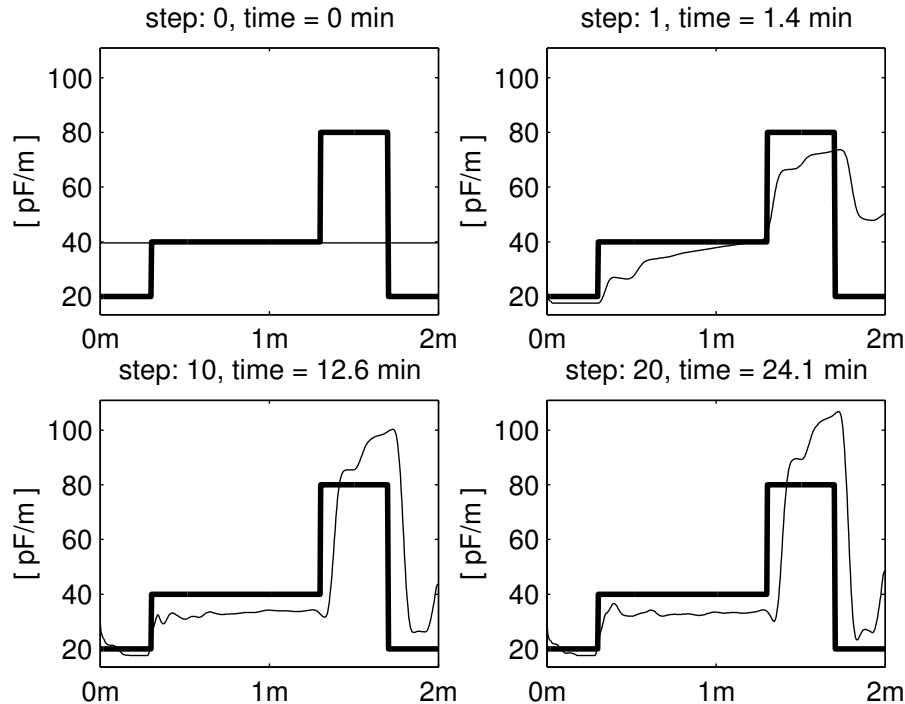 step: 0, time = 0 min
100
80
60
40
20
[ pF/m ]
0m
1m
2m
step: 1, time = 1.4 min
100
80
60
40
20
[ pF/m ]
0m
1m
2m
step: 10, time = 12.6 min
100
80
60
40
20
[ pF/m ]
0m
1m
2m
step: 20, time = 24.1 min
100
80
60
40
20
[ pF/m ]
0m
1m
2m